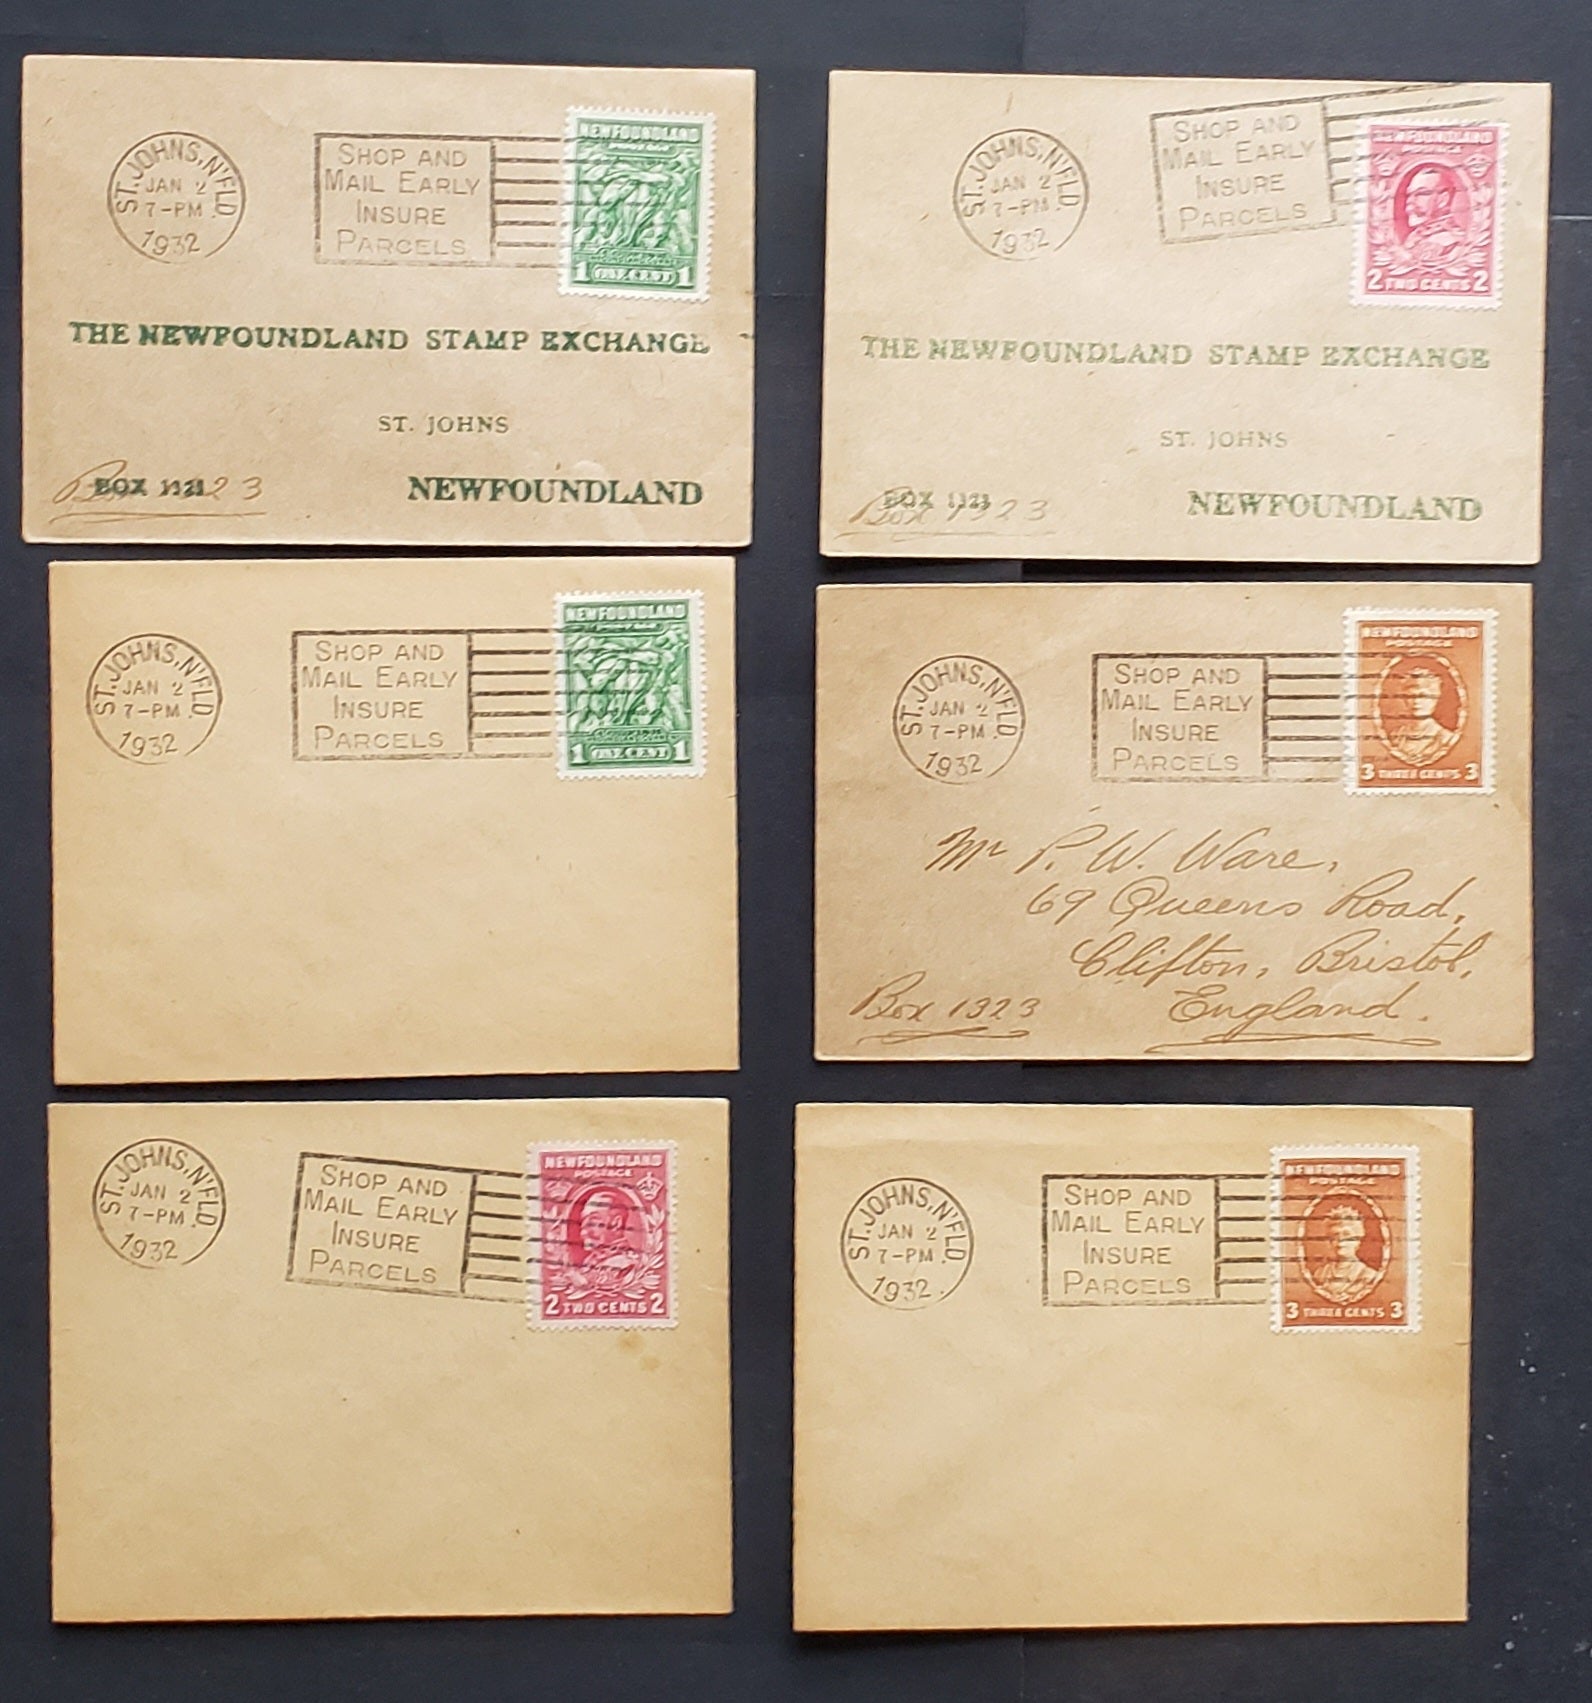 ST. JOHNS, N'FLD.
JAN 2
7-PM
1932
SHOP AND
MAIL EARLY
INSURE
PARCELS
NEWFOUNDLAND
POSTAGE
1 ONE CENT 1
THE NEWFOUNDLAND STAMP EXCHANGE
ST. JOHNS
BOX 1323
Box 1323
NEWFOUNDLAND
ST. JOHNS, N'FLD.
JAN 2
7-PM
1932
SHOP AND
MAIL EARLY
INSURE
PARCELS
NEWFOUNDLAND
POSTAGE
2 TWO CENTS 2
THE NEWFOUNDLAND STAMP EXCHANGE
ST. JOHNS
BOX 1323
Box 1323
NEWFOUNDLAND
ST. JOHNS, N'FLD.
JAN 2
7-PM
1932
SHOP AND
MAIL EARLY
INSURE
PARCELS
NEWFOUNDLAND
POSTAGE
1 ONE CENT 1
ST. JOHNS, N'FLD.
JAN 2
7-PM
1932
SHOP AND
MAIL EARLY
INSURE
PARCELS
NEWFOUNDLAND
POSTAGE
3 THREE CENTS 3
Mr P. W. Ware,
69 Queens Road,
Clifton, Bristol,
England.
Box 1323
ST. JOHNS, N'FLD.
JAN 2
7-PM
1932
SHOP AND
MAIL EARLY
INSURE
PARCELS
NEWFOUNDLAND
POSTAGE
2 TWO CENTS 2
ST. JOHNS, N'FLD.
JAN 2
7-PM
1932
SHOP AND
MAIL EARLY
INSURE
PARCELS
NEWFOUNDLAND
POSTAGE
3 THREE CENTS 3